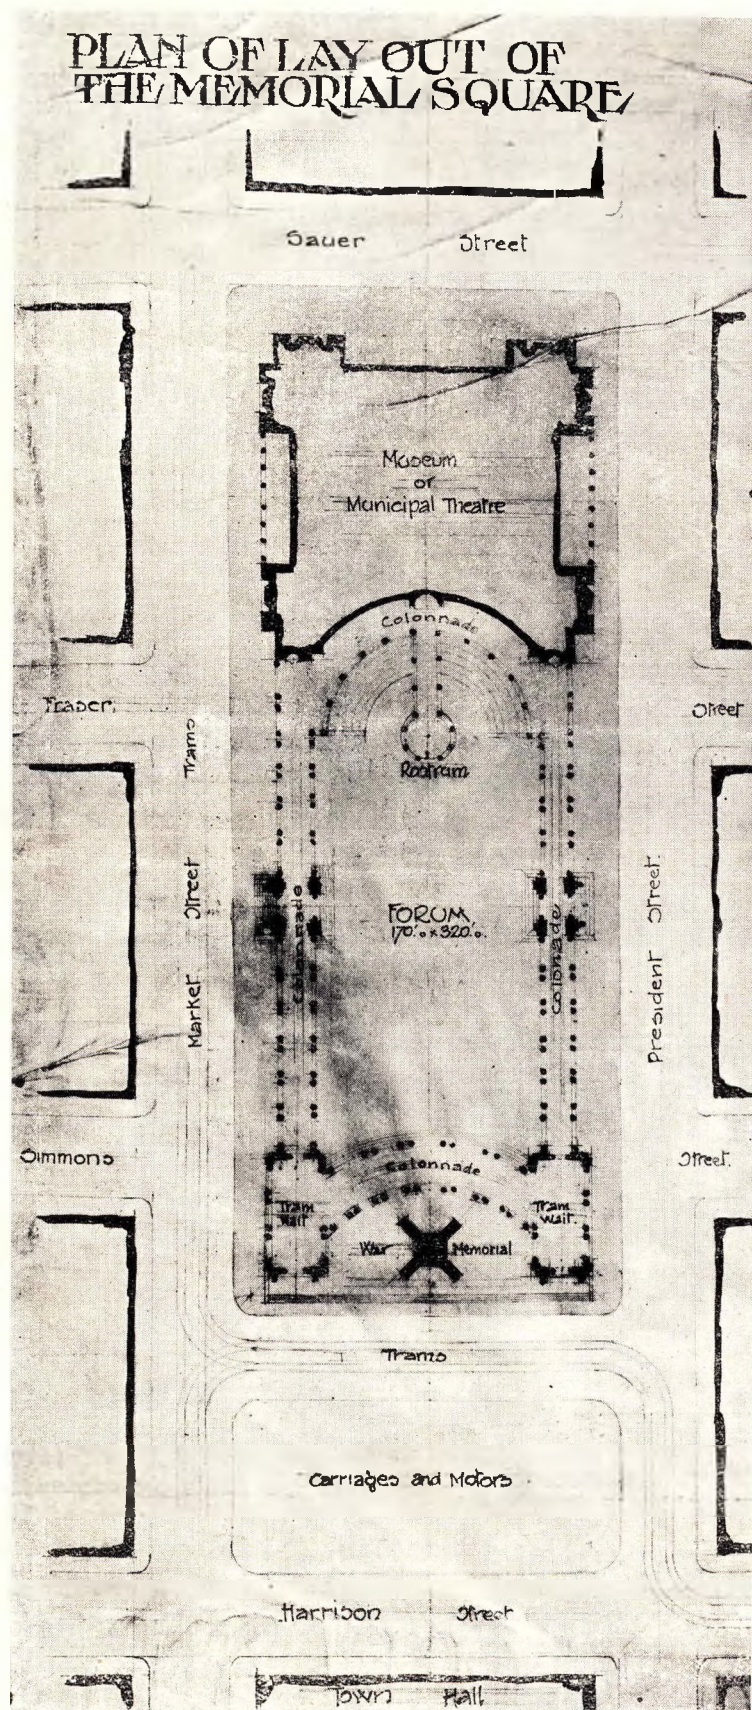 PLAN OF LAY OUT OF
THE MEMORIAL SQUARE
Sauer Street
Museum
or
Municipal Theatre
Colonnade
Fraser Street
Trams
Rostrum
Market Street
FORUM
170'.0 x 320'.0.
Colonnade
Colonade
President Street.
Simmons Street.
Colonnade
Tram
wait
Tram
wait.
War Memorial
Trams
Carriages and Motors
Harrison Street
Town Hall